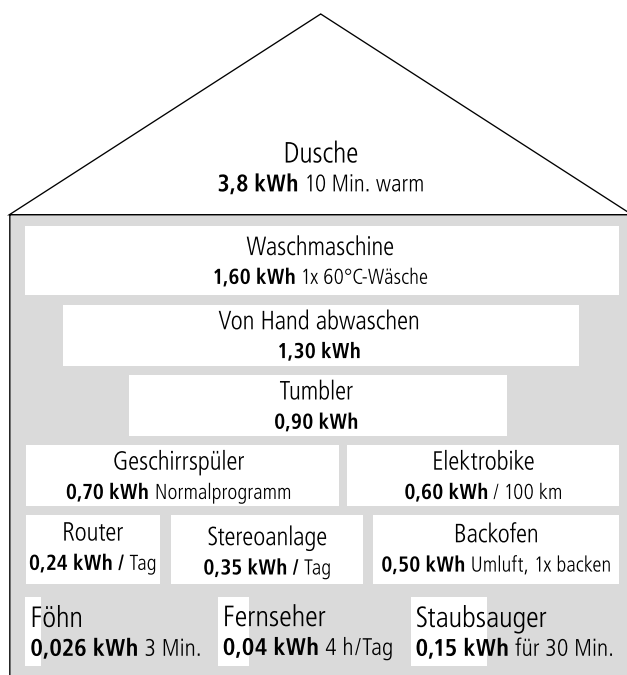 Dusche
3,8 kWh 10 Min. warm
Waschmaschine
1,60 kWh 1x 60°C-Wäsche
Von Hand abwaschen
1,30 kWh
Tumbler
0,90 kWh
Geschirrspüler
0,70 kWh Normalprogramm
Elektrobike
0,60 kWh / 100 km
Router
0,24 kWh / Tag
Stereoanlage
0,35 kWh / Tag
Backofen
0,50 kWh Umluft, 1x backen
Föhn
0,026 kWh 3 Min.
Fernseher
0,04 kWh 4 h/Tag
Staubsauger
0,15 kWh für 30 Min.